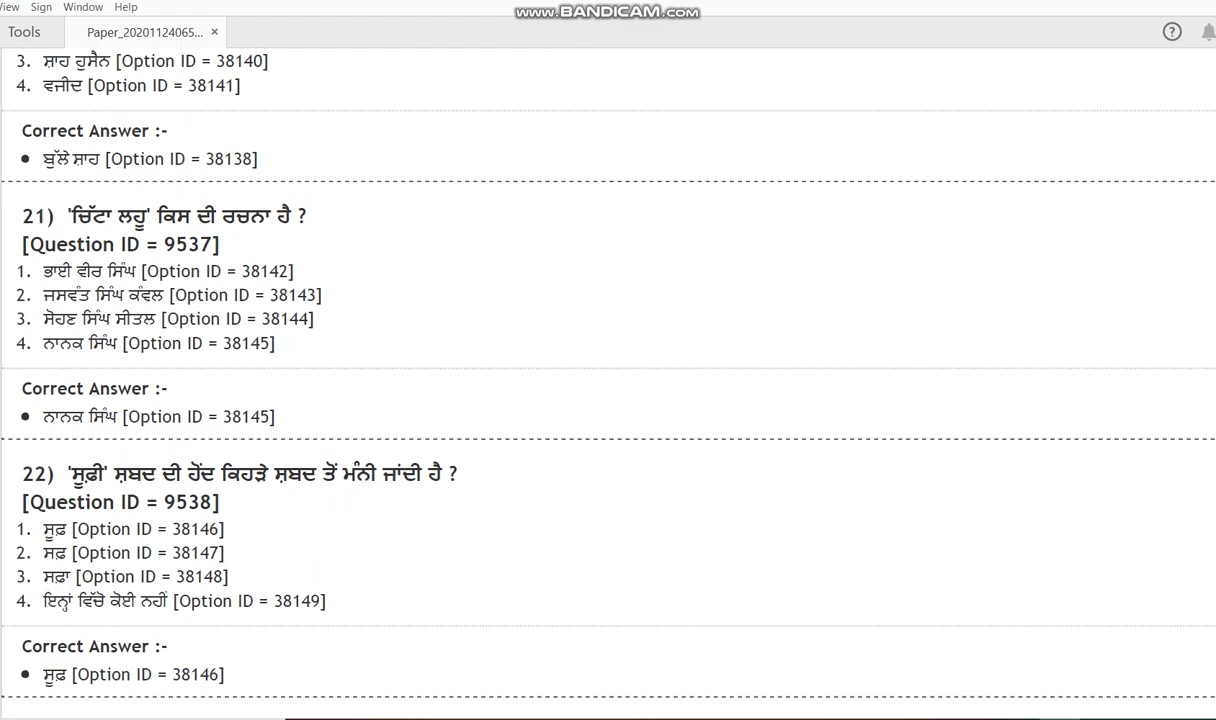 View Sign Window Help
www.BANDICAM.com
Tools Paper_20201124065... × ?
3. ਸ਼ਾਹ ਹੁਸੈਨ [Option ID = 38140]
4. ਵਜੀਦ [Option ID = 38141]
Correct Answer :-
• ਬੁੱਲੇ ਸ਼ਾਹ [Option ID = 38138]
21) 'ਚਿੱਟਾ ਲਹੂ' ਕਿਸ ਦੀ ਰਚਨਾ ਹੈ ?
[Question ID = 9537]
1. ਭਾਈ ਵੀਰ ਸਿੰਘ [Option ID = 38142]
2. ਜਸਵੰਤ ਸਿੰਘ ਕੰਵਲ [Option ID = 38143]
3. ਸੋਹਣ ਸਿੰਘ ਸੀਤਲ [Option ID = 38144]
4. ਨਾਨਕ ਸਿੰਘ [Option ID = 38145]
Correct Answer :-
• ਨਾਨਕ ਸਿੰਘ [Option ID = 38145]
22) 'ਸੂਫ਼ੀ' ਸ਼ਬਦ ਦੀ ਹੋਂਦ ਕਿਹੜੇ ਸ਼ਬਦ ਤੋਂ ਮੰਨੀ ਜਾਂਦੀ ਹੈ ?
[Question ID = 9538]
1. ਸੂਫ਼ [Option ID = 38146]
2. ਸਫ਼ [Option ID = 38147]
3. ਸਫ਼ਾ [Option ID = 38148]
4. ਇਨ੍ਹਾਂ ਵਿੱਚੋ ਕੋਈ ਨਹੀਂ [Option ID = 38149]
Correct Answer :-
• ਸੂਫ਼ [Option ID = 38146]